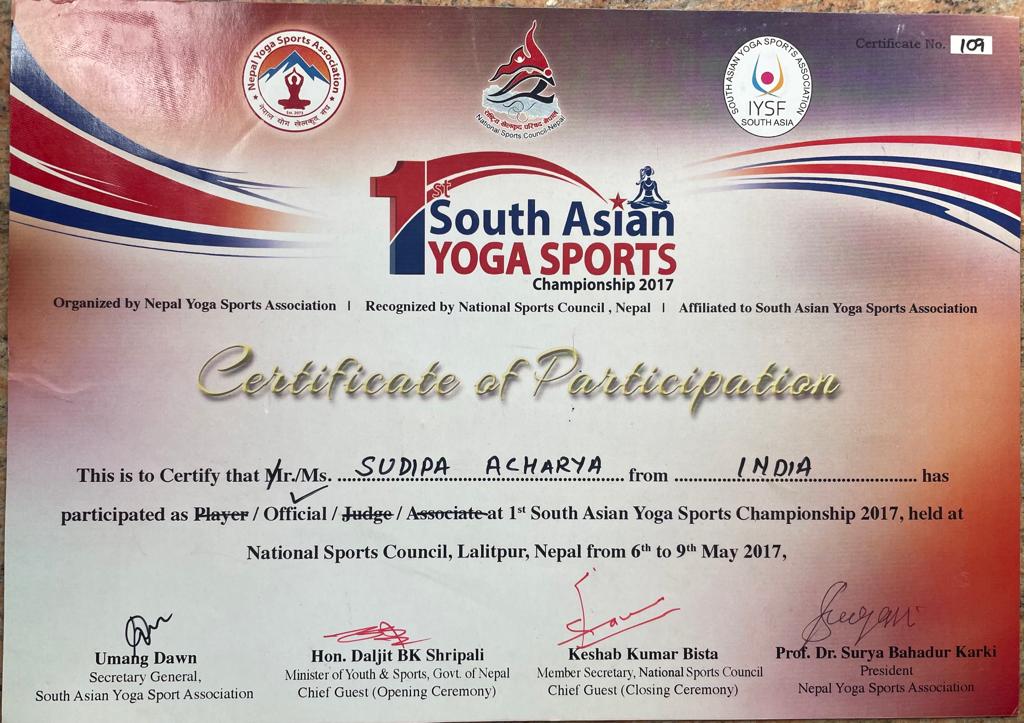 Nepal Yoga Sports Association
Est. 2073
नेपाल योग खेलकूद संघ
राष्ट्रिय खेलकूद परिषद नेपाल
National Sports Council-Nepal
SOUTH ASIAN YOGA SPORTS ASSOCIATION
IYSF
SOUTH ASIA
Certificate No. 109
1st
South Asian
YOGA SPORTS
Championship 2017
Organized by Nepal Yoga Sports Association | Recognized by National Sports Council , Nepal | Affiliated to South Asian Yoga Sports Association
Certificate of Participation
This is to Certify that Mr./Ms. SUDIPA ACHARYA from INDIA has
participated as Player / Official / Judge / Associate at 1st South Asian Yoga Sports Championship 2017, held at
National Sports Council, Lalitpur, Nepal from 6th to 9th May 2017,
Umang Dawn
Secretary General,
South Asian Yoga Sport Association
Hon. Daljit BK Shripali
Minister of Youth & Sports, Govt. of Nepal
Chief Guest (Opening Ceremony)
Keshab Kumar Bista
Member Secretary, National Sports Council
Chief Guest (Closing Ceremony)
Prof. Dr. Surya Bahadur Karki
President
Nepal Yoga Sports Association